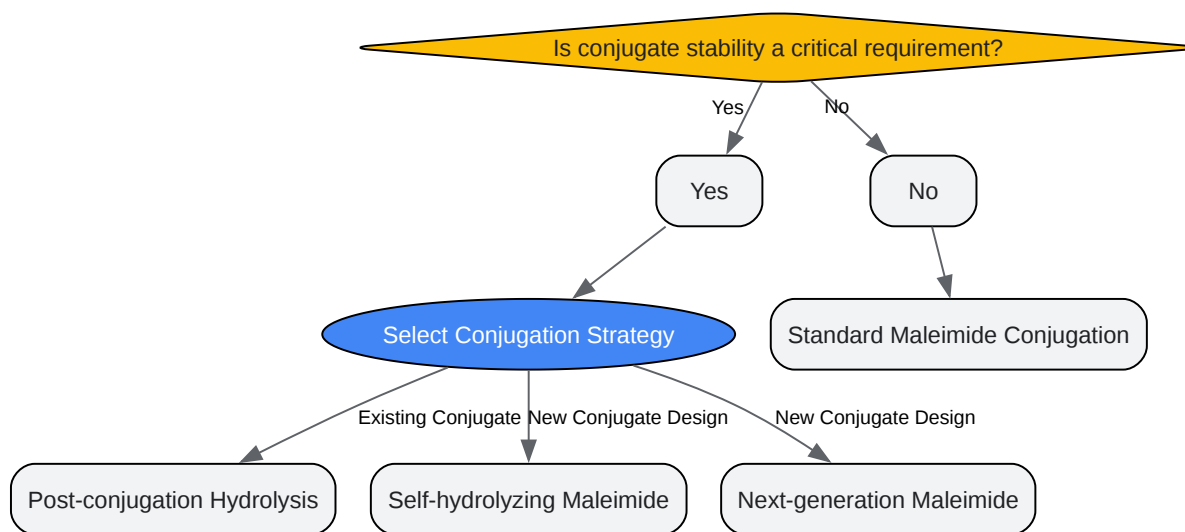 Is conjugate stability a critical requirement?
Yes
No
Yes
No
Select Conjugation Strategy
Standard Maleimide Conjugation
Existing Conjugate
New Conjugate Design
New Conjugate Design
Post-conjugation Hydrolysis
Self-hydrolyzing Maleimide
Next-generation Maleimide